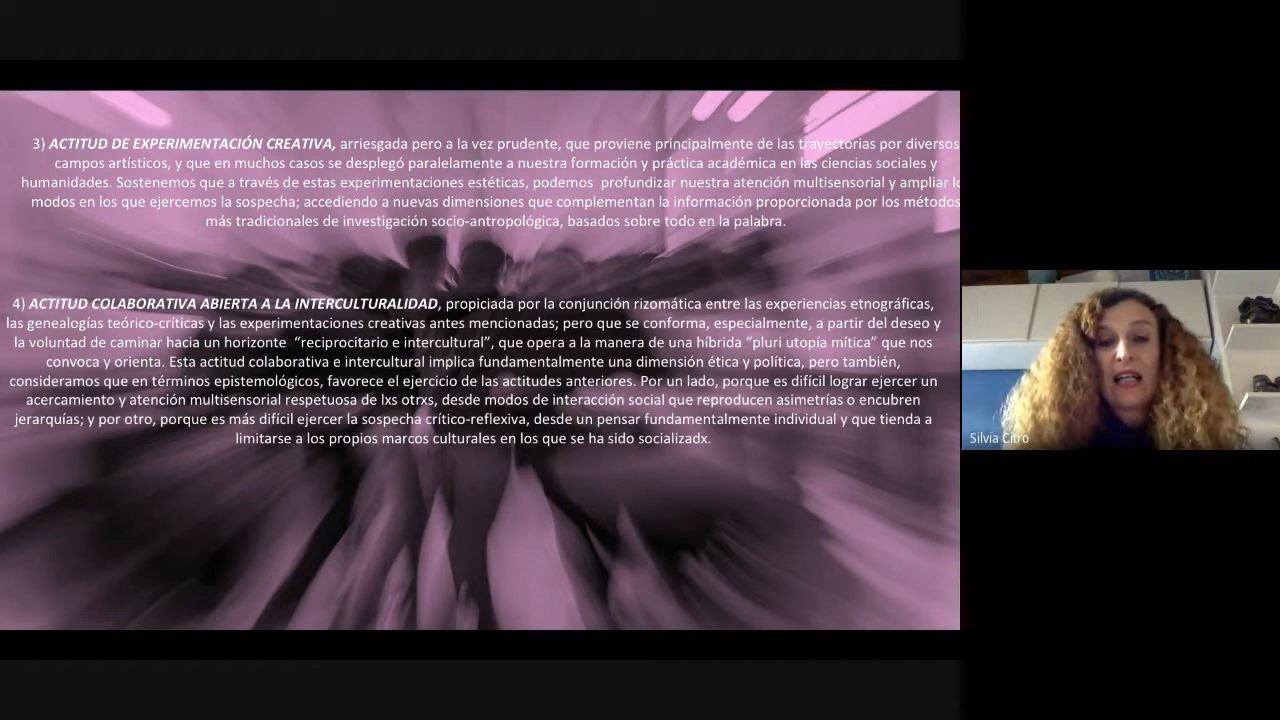 3) ACTITUD DE EXPERIMENTACIÓN CREATIVA, arriesgada pero a la vez prudente, que proviene principalmente de las trayectorias por diversos
campos artísticos, y que en muchos casos se desplegó paralelamente a nuestra formación y práctica académica en las ciencias sociales y
humanidades. Sostenemos que a través de estas experimentaciones estéticas, podemos profundizar nuestra atención multisensorial y ampliar
modos en los que ejercemos la sospecha; accediendo a nuevas dimensiones que complementan la información proporcionada por los métodos
más tradicionales de investigación socio-antropológica, basados sobre todo en la palabra.
4) ACTITUD COLABORATIVA ABIERTA A LA INTERCULTURALIDAD, propiciada por la conjunción rizomática entre las experiencias etnográficas,
las genealogías teórico-críticas y las experimentaciones creativas antes mencionadas; pero que se conforma, especialmente, a partir del deseo y
la voluntad de caminar hacia un horizonte “reciprocitario e intercultural”, que opera a la manera de una híbrida “pluri utopía mítica” que nos
convoca y orienta. Esta actitud colaborativa e intercultural implica fundamentalmente una dimensión ética y política, pero también,
consideramos que en términos epistemológicos, favorece el ejercicio de las actitudes anteriores. Por un lado, porque es difícil lograr ejercer un
acercamiento y atención multisensorial respetuosa de lxs otrxs, desde modos de interacción social que reproducen asimetrías o encubren
jerarquías; y por otro, porque es más difícil ejercer la sospecha crítico-reflexiva, desde un pensar fundamentalmente individual y que tienda a
limitarse a los propios marcos culturales en los que se ha sido socializadx.
Silvia Citro